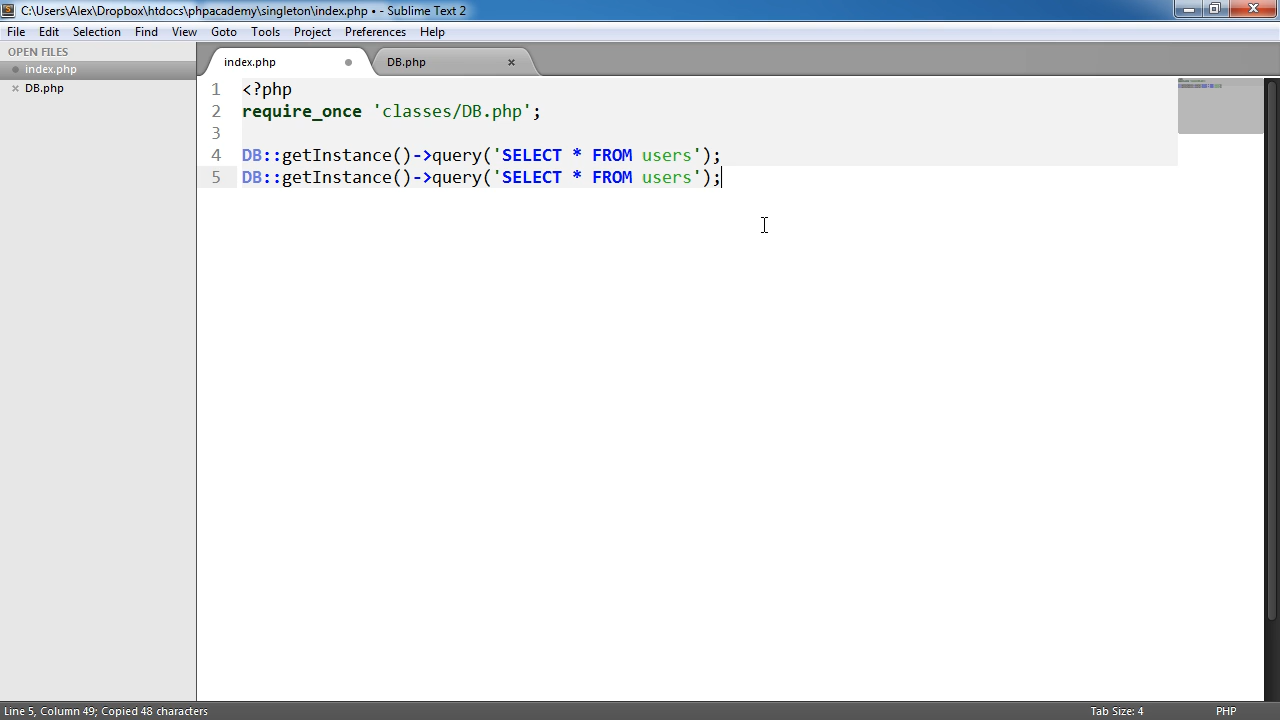 C:\Users\Alex\Dropbox\htdocs\phpacademy\singleton\index.php • - Sublime Text 2
File Edit Selection Find View Goto Tools Project Preferences Help
OPEN FILES
index.php
DB.php
index.php DB.php
1 <?php
2 require_once 'classes/DB.php';
3
4 DB::getInstance()->query('SELECT * FROM users');
5 DB::getInstance()->query('SELECT * FROM users');
Line 5, Column 49; Copied 48 characters Tab Size: 4 PHP